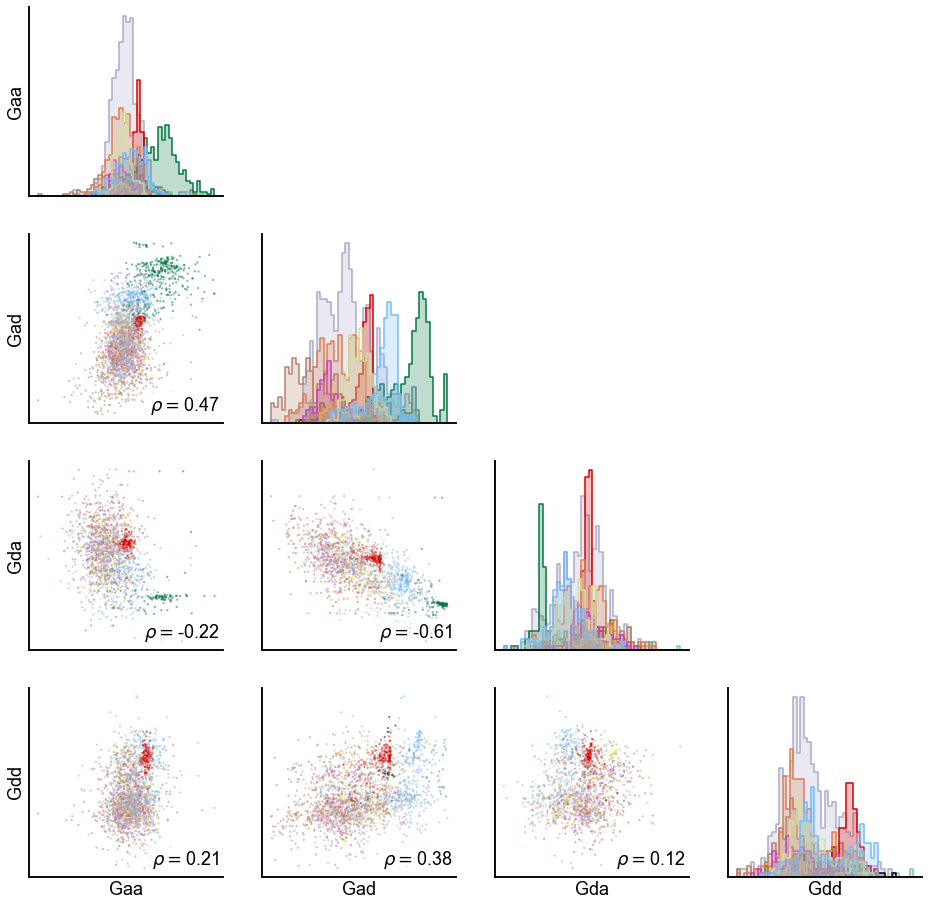 Gaa
Gad
ρ = 0.47
Gda
ρ = -0.22
ρ = -0.61
Gdd
ρ = 0.21
ρ = 0.38
ρ = 0.12
Gaa
Gad
Gda
Gdd